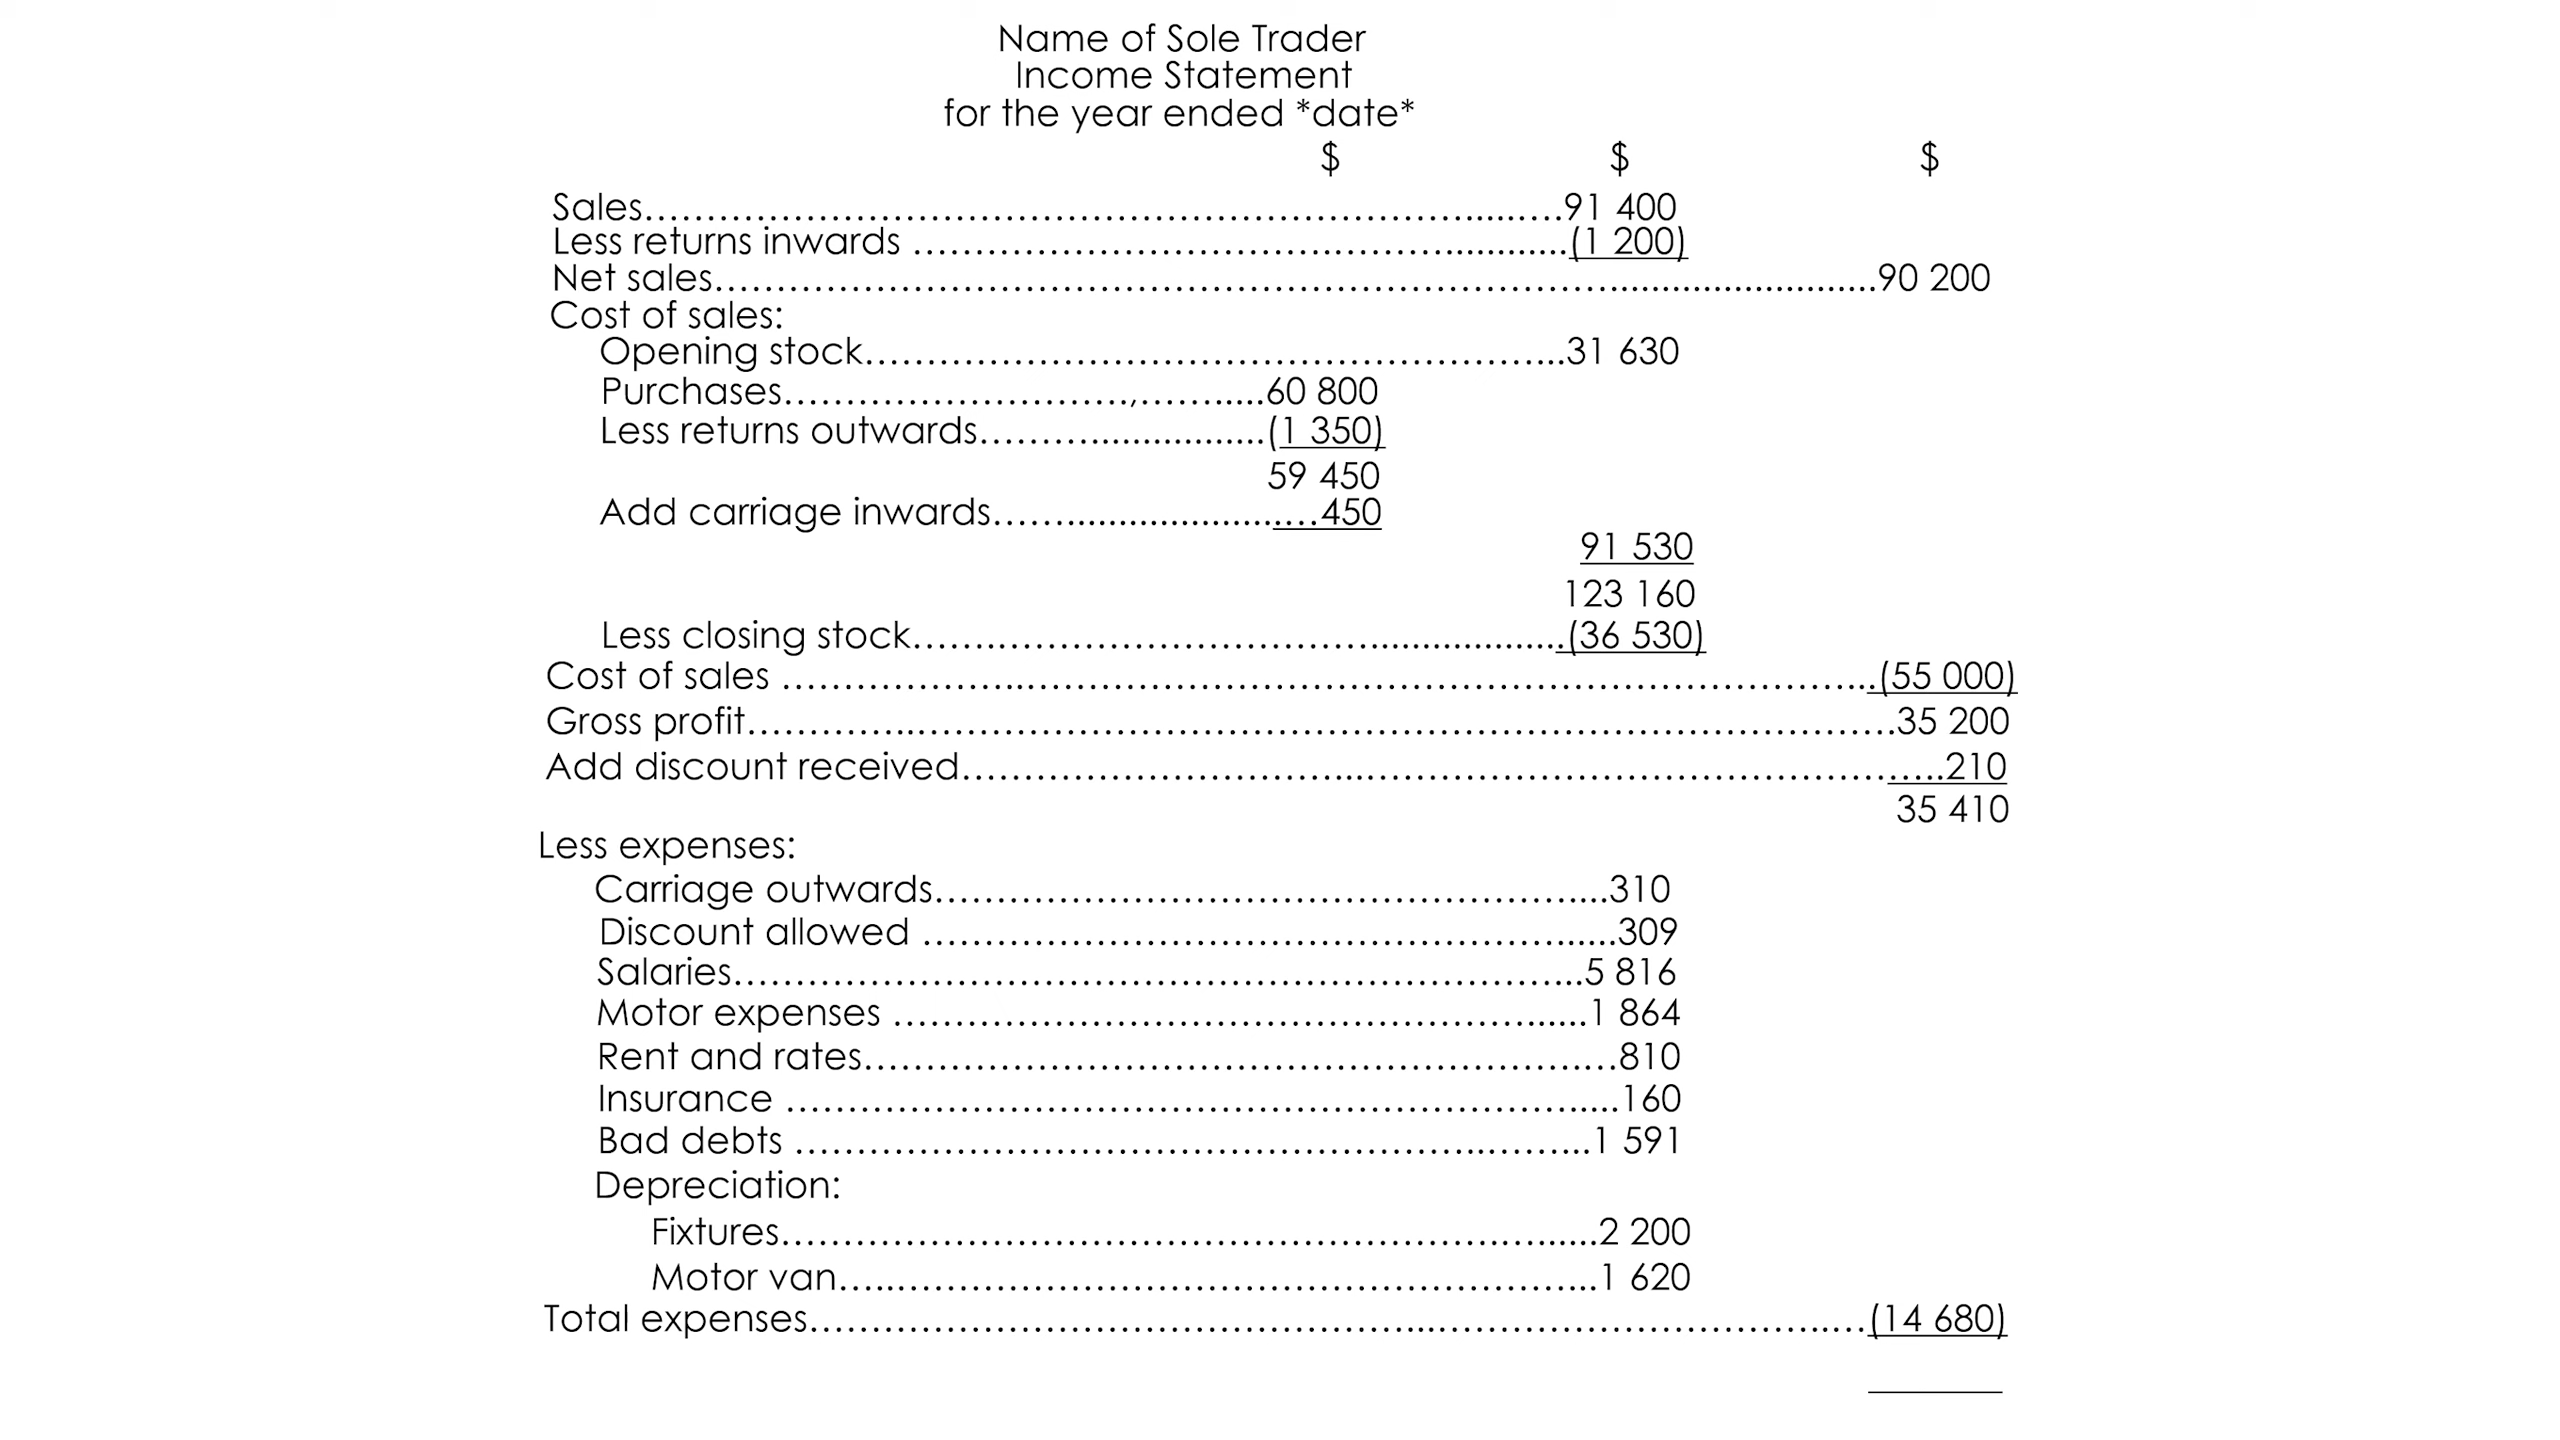 Name of Sole Trader
Income Statement
for the year ended *date*
$ $ $
Sales..........91 400
Less returns inwards ..........(1 200)
Net sales..........90 200
Cost of sales:
Opening stock..........31 630
Purchases..........,..........60 800
Less returns outwards..........(1 350)
59 450
Add carriage inwards..........450
91 530
123 160
Less closing stock..........(36 530)
Cost of sales ..........(55 000)
Gross profit..........35 200
Add discount received..........210
35 410
Less expenses:
Carriage outwards..........310
Discount allowed ..........309
Salaries..........5 816
Motor expenses ..........1 864
Rent and rates..........810
Insurance ..........160
Bad debts ..........1 591
Depreciation:
Fixtures..........2 200
Motor van..........1 620
Total expenses..........(14 680)